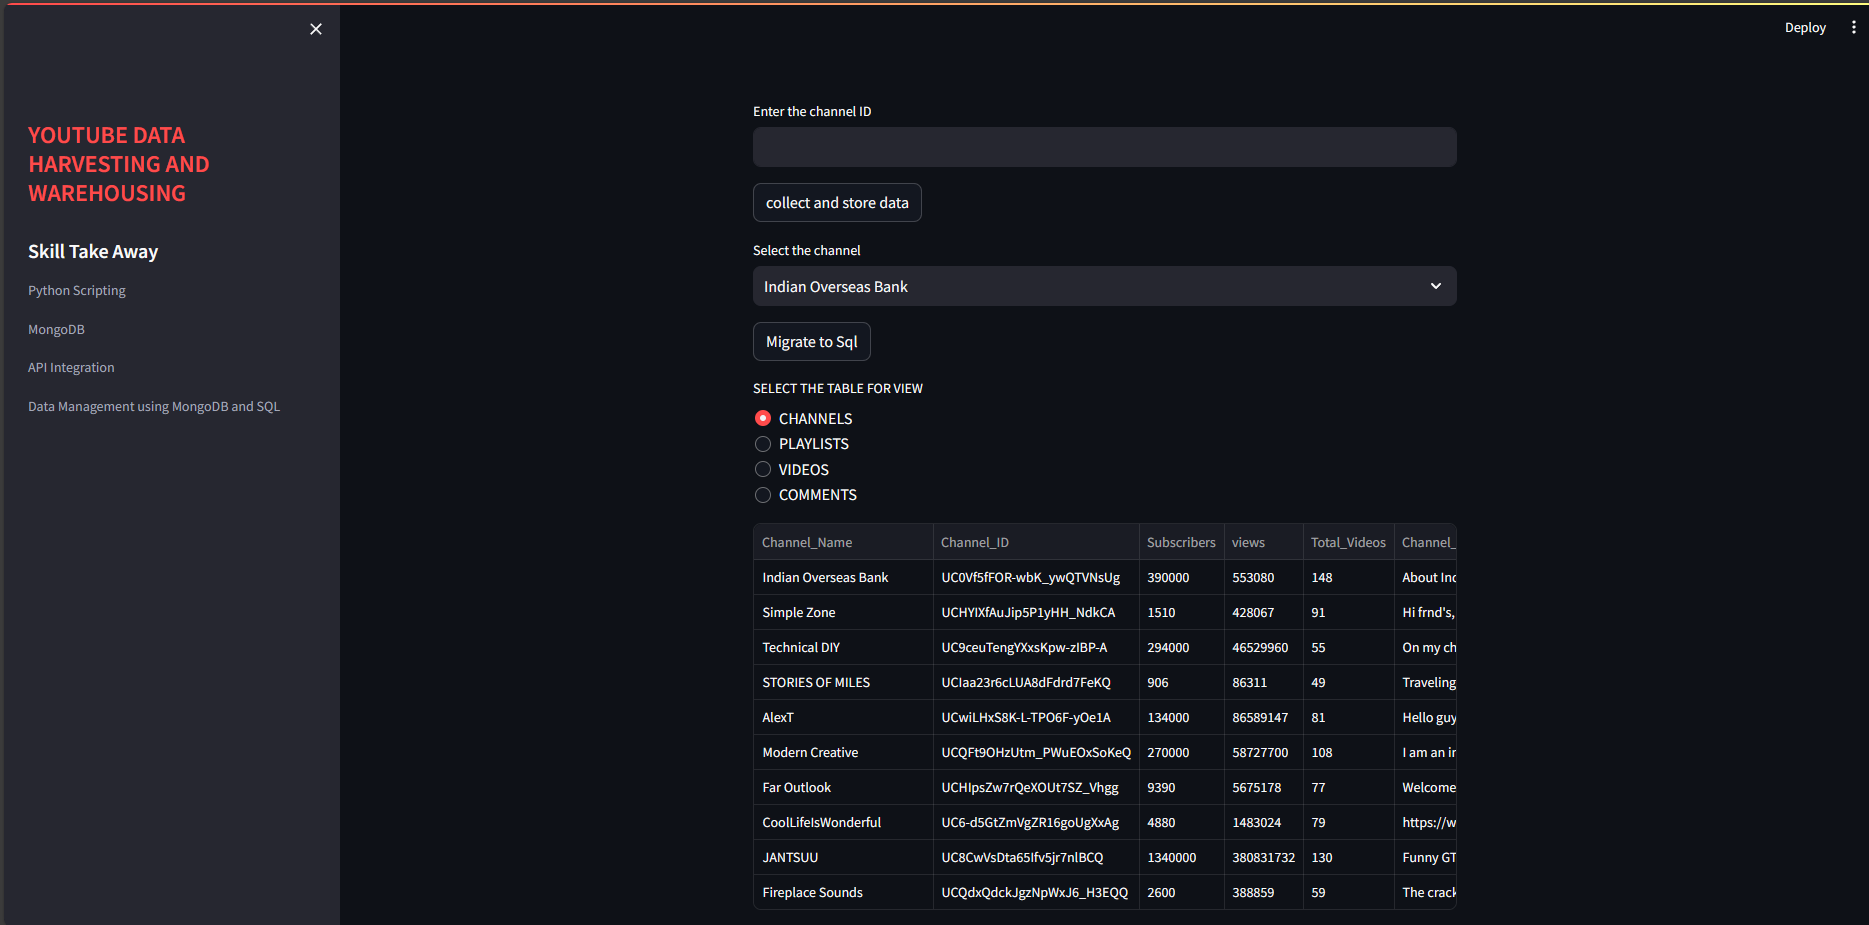 Deploy
YOUTUBE DATA
HARVESTING AND
WAREHOUSING
Skill Take Away
Python Scripting
MongoDB
API Integration
Data Management using MongoDB and SQL
Enter the channel ID
collect and store data
Select the channel
Indian Overseas Bank
Migrate to Sql
SELECT THE TABLE FOR VIEW
CHANNELS
PLAYLISTS
VIDEOS
COMMENTS
Channel_Name Channel_ID Subscribers views Total_Videos Channel_
Indian Overseas Bank UC0Vf5fFOR-wbK_ywQTVNsUg 390000 553080 148 About Inc
Simple Zone UCHYIXfAuJip5P1yHH_NdkCA 1510 428067 91 Hi frnd's,
Technical DIY UC9ceuTengYXxsKpw-zIBP-A 294000 46529960 55 On my ch
STORIES OF MILES UCIaa23r6cLUA8dFdrd7FeKQ 906 86311 49 Traveling
AlexT UCwiLHxS8K-L-TPO6F-yOe1A 134000 86589147 81 Hello guy
Modern Creative UCQFt9OHzUtm_PWuEOxSoKeQ 270000 58727700 108 I am an ir
Far Outlook UCHIpsZw7rQeXOUt7SZ_Vhgg 9390 5675178 77 Welcome
CoolLifeIsWonderful UC6-d5GtZmVgZR16goUgXxAg 4880 1483024 79 https://w
JANTSUU UC8CwVsDta65Ifv5jr7nlBCQ 1340000 380831732 130 Funny GT
Fireplace Sounds UCQdxQdckJgzNpWxJ6_H3EQQ 2600 388859 59 The crack